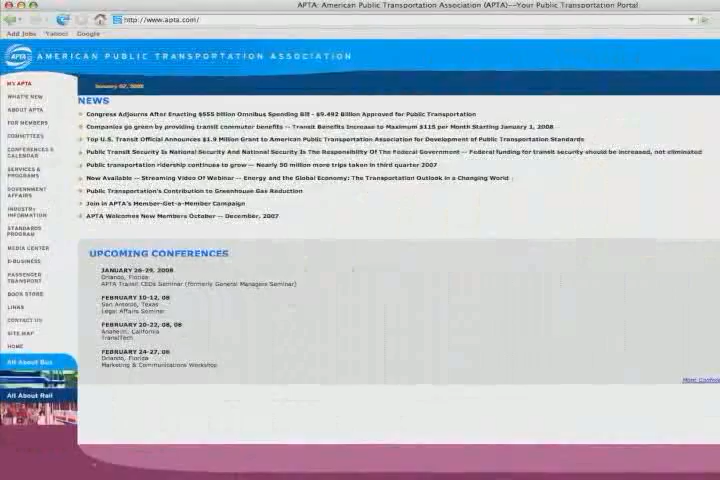 APTA: American Public Transportation Association (APTA)---Your Public Transportation Portal
http://www.apta.com/
Add Jobs Yahoo! Google
APTA AMERICAN PUBLIC TRANSPORTATION ASSOCIATION
MY APTA
WHAT'S NEW
ABOUT APTA
FOR MEMBERS
COMMITTEES
CONFERENCES
CALENDAR
SERVICES &
PROGRAMS
GOVERNMENT
AFFAIRS
INDUSTRY
INFORMATION
STANDARDS
PROGRAM
MEDIA CENTER
E-BUSINESS
PASSENGER
TRANSPORT
BOOK STORE
LINKS
CONTACT US
SITE MAP
HOME
All About Bus
All About Rail
January 02, 2008
NEWS
Congress Adjourns After Enacting $555 billion Omnibus Spending Bill - $9.492 Billion Approved for Public Transportation
Companies go green by providing transit commuter benefits -- Transit Benefits Increase to Maximum $115 per Month Starting January 1, 2008
Top U.S. Transit Official Announces $1.9 Million Grant to American Public Transportation Association for Development of Public Transportation Standards
Public Transit Security Is National Security And National Security Is The Responsibility Of The Federal Government -- Federal funding for transit security should be increased, not eliminated
Public transportation ridership continues to grow -- Nearly 50 million more trips taken in third quarter 2007
Now Available -- Streaming Video Of Webinar -- Energy and the Global Economy: The Transportation Outlook in a Changing World
Public Transportation's Contribution to Greenhouse Gas Reduction
Join in APTA's Member-Get-a-Member Campaign
APTA Welcomes New Members October -- December, 2007
UPCOMING CONFERENCES
JANUARY 26-29, 2008
Orlando, Florida
APTA Transit CEOs Seminar (formerly General Managers Seminar)
FEBRUARY 10-12, 08
San Antonio, Texas
Legal Affairs Seminar
FEBRUARY 20-22, 08, 08
Anaheim, California
TransITech
FEBRUARY 24-27, 08
Orlando, Florida
Marketing & Communications Workshop
More Confere